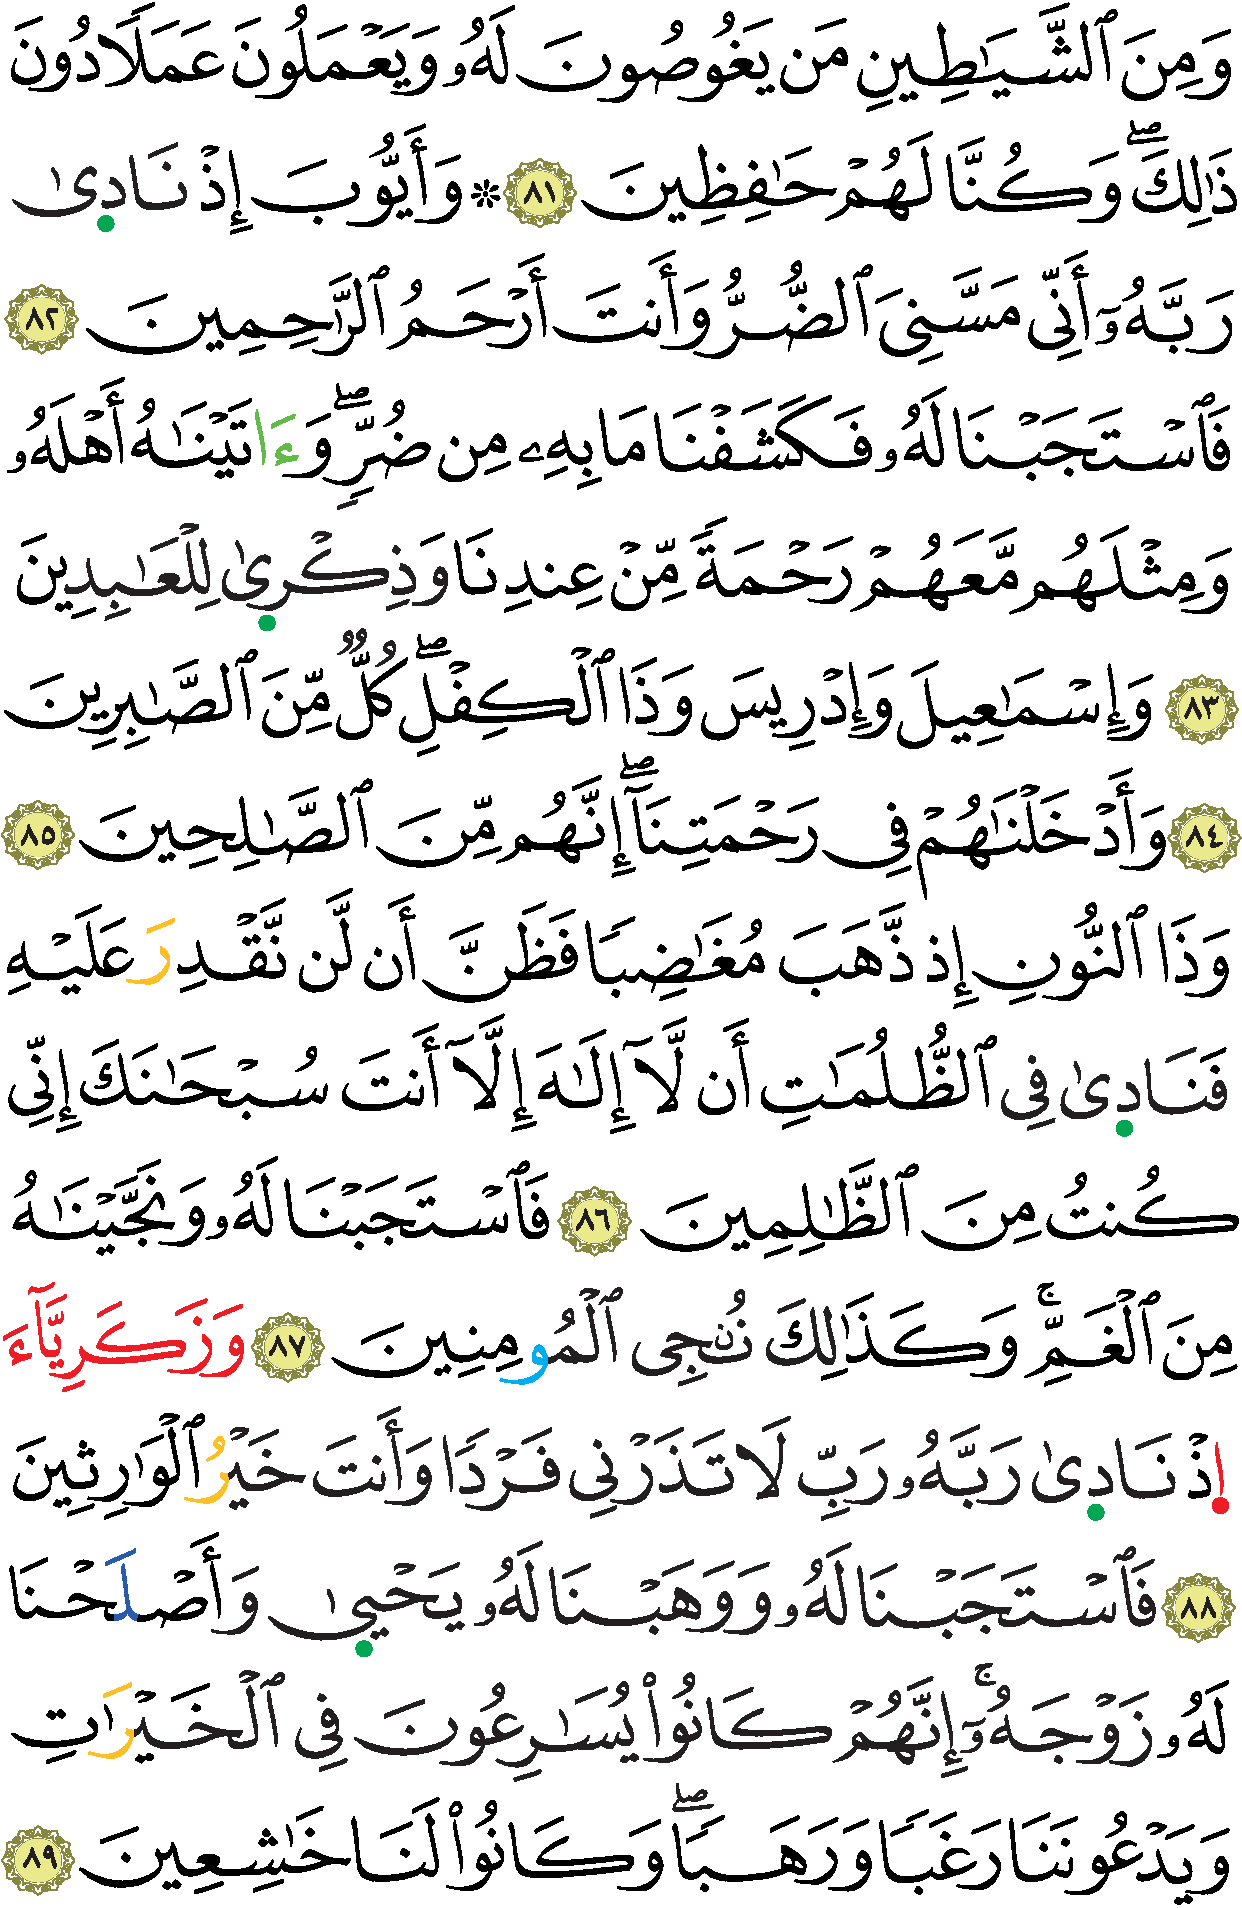 وَمِنَ ٱلشَّيَٰطِينِ مَن يَغُوصُونَ لَهُۥ وَيَعْمَلُونَ عَمَلًا دُونَ
ذَٰلِكَ ۖ وَكُنَّا لَهُمْ حَٰفِظِينَ ٨١ ۞ وَأَيُّوبَ إِذْ نَادِىٰ
رَبَّهُۥٓ أَنِّى مَسَّنِىَ ٱلضُّرُّ وَأَنتَ أَرْحَمُ ٱلرَّٰحِمِينَ ٨٢
فَٱسْتَجَبْنَا لَهُۥ فَكَشَفْنَا مَا بِهِۦ مِن ضُرٍّ ۖ وَءَاتَيْنَٰهُ أَهْلَهُۥ
وَمِثْلَهُم مَّعَهُمْ رَحْمَةً مِّنْ عِندِنَا وَذِكْرِىٰ لِلْعَٰبِدِينَ
٨٣ وَإِسْمَٰعِيلَ وَإِدْرِيسَ وَذَا ٱلْكِفْلِ ۖ كُلٌّ مِّنَ ٱلصَّٰبِرِينَ
٨٤ وَأَدْخَلْنَٰهُمْ فِى رَحْمَتِنَآ ۖ إِنَّهُم مِّنَ ٱلصَّٰلِحِينَ ٨٥
وَذَا ٱلنُّونِ إِذ ذَّهَبَ مُغَٰضِبًا فَظَنَّ أَن لَّن نَّقْدِرَ عَلَيْهِ
فَنَادِىٰ فِى ٱلظُّلُمَٰتِ أَن لَّآ إِلَٰهَ إِلَّآ أَنتَ سُبْحَٰنَكَ إِنِّى
كُنتُ مِنَ ٱلظَّٰلِمِينَ ٨٦ فَٱسْتَجَبْنَا لَهُۥ وَنَجَّيْنَٰهُ
مِنَ ٱلْغَمِّ ۚ وَكَذَٰلِكَ نُۨجِى ٱلْمُومِنِينَ ٨٧ وَزَكَرِيَّآءَ
اِذْ نَادِىٰ رَبَّهُۥ رَبِّ لَا تَذَرْنِى فَرْدًا وَأَنتَ خَيْرُ ٱلْوَٰرِثِينَ
٨٨ فَٱسْتَجَبْنَا لَهُۥ وَوَهَبْنَا لَهُۥ يَحْيِىٰ وَأَصْلَحْنَا
لَهُۥ زَوْجَهُۥٓ ۚ إِنَّهُمْ كَانُوا۟ يُسَٰرِعُونَ فِى ٱلْخَيْرَٰتِ
وَيَدْعُونَنَا رَغَبًا وَرَهَبًا ۖ وَكَانُوا۟ لَنَا خَٰشِعِينَ ٨٩